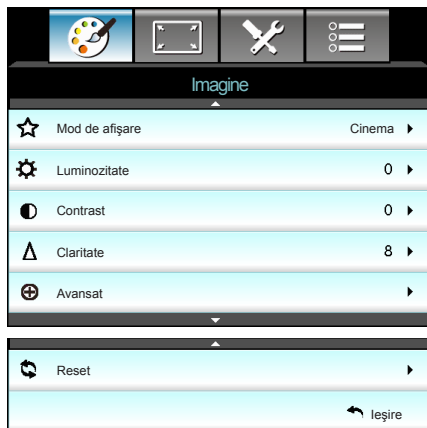 Imagine
Mod de afişare Cinema
Luminozitate 0
Contrast 0
Claritate 8
Avansat
Reset
Ieşire